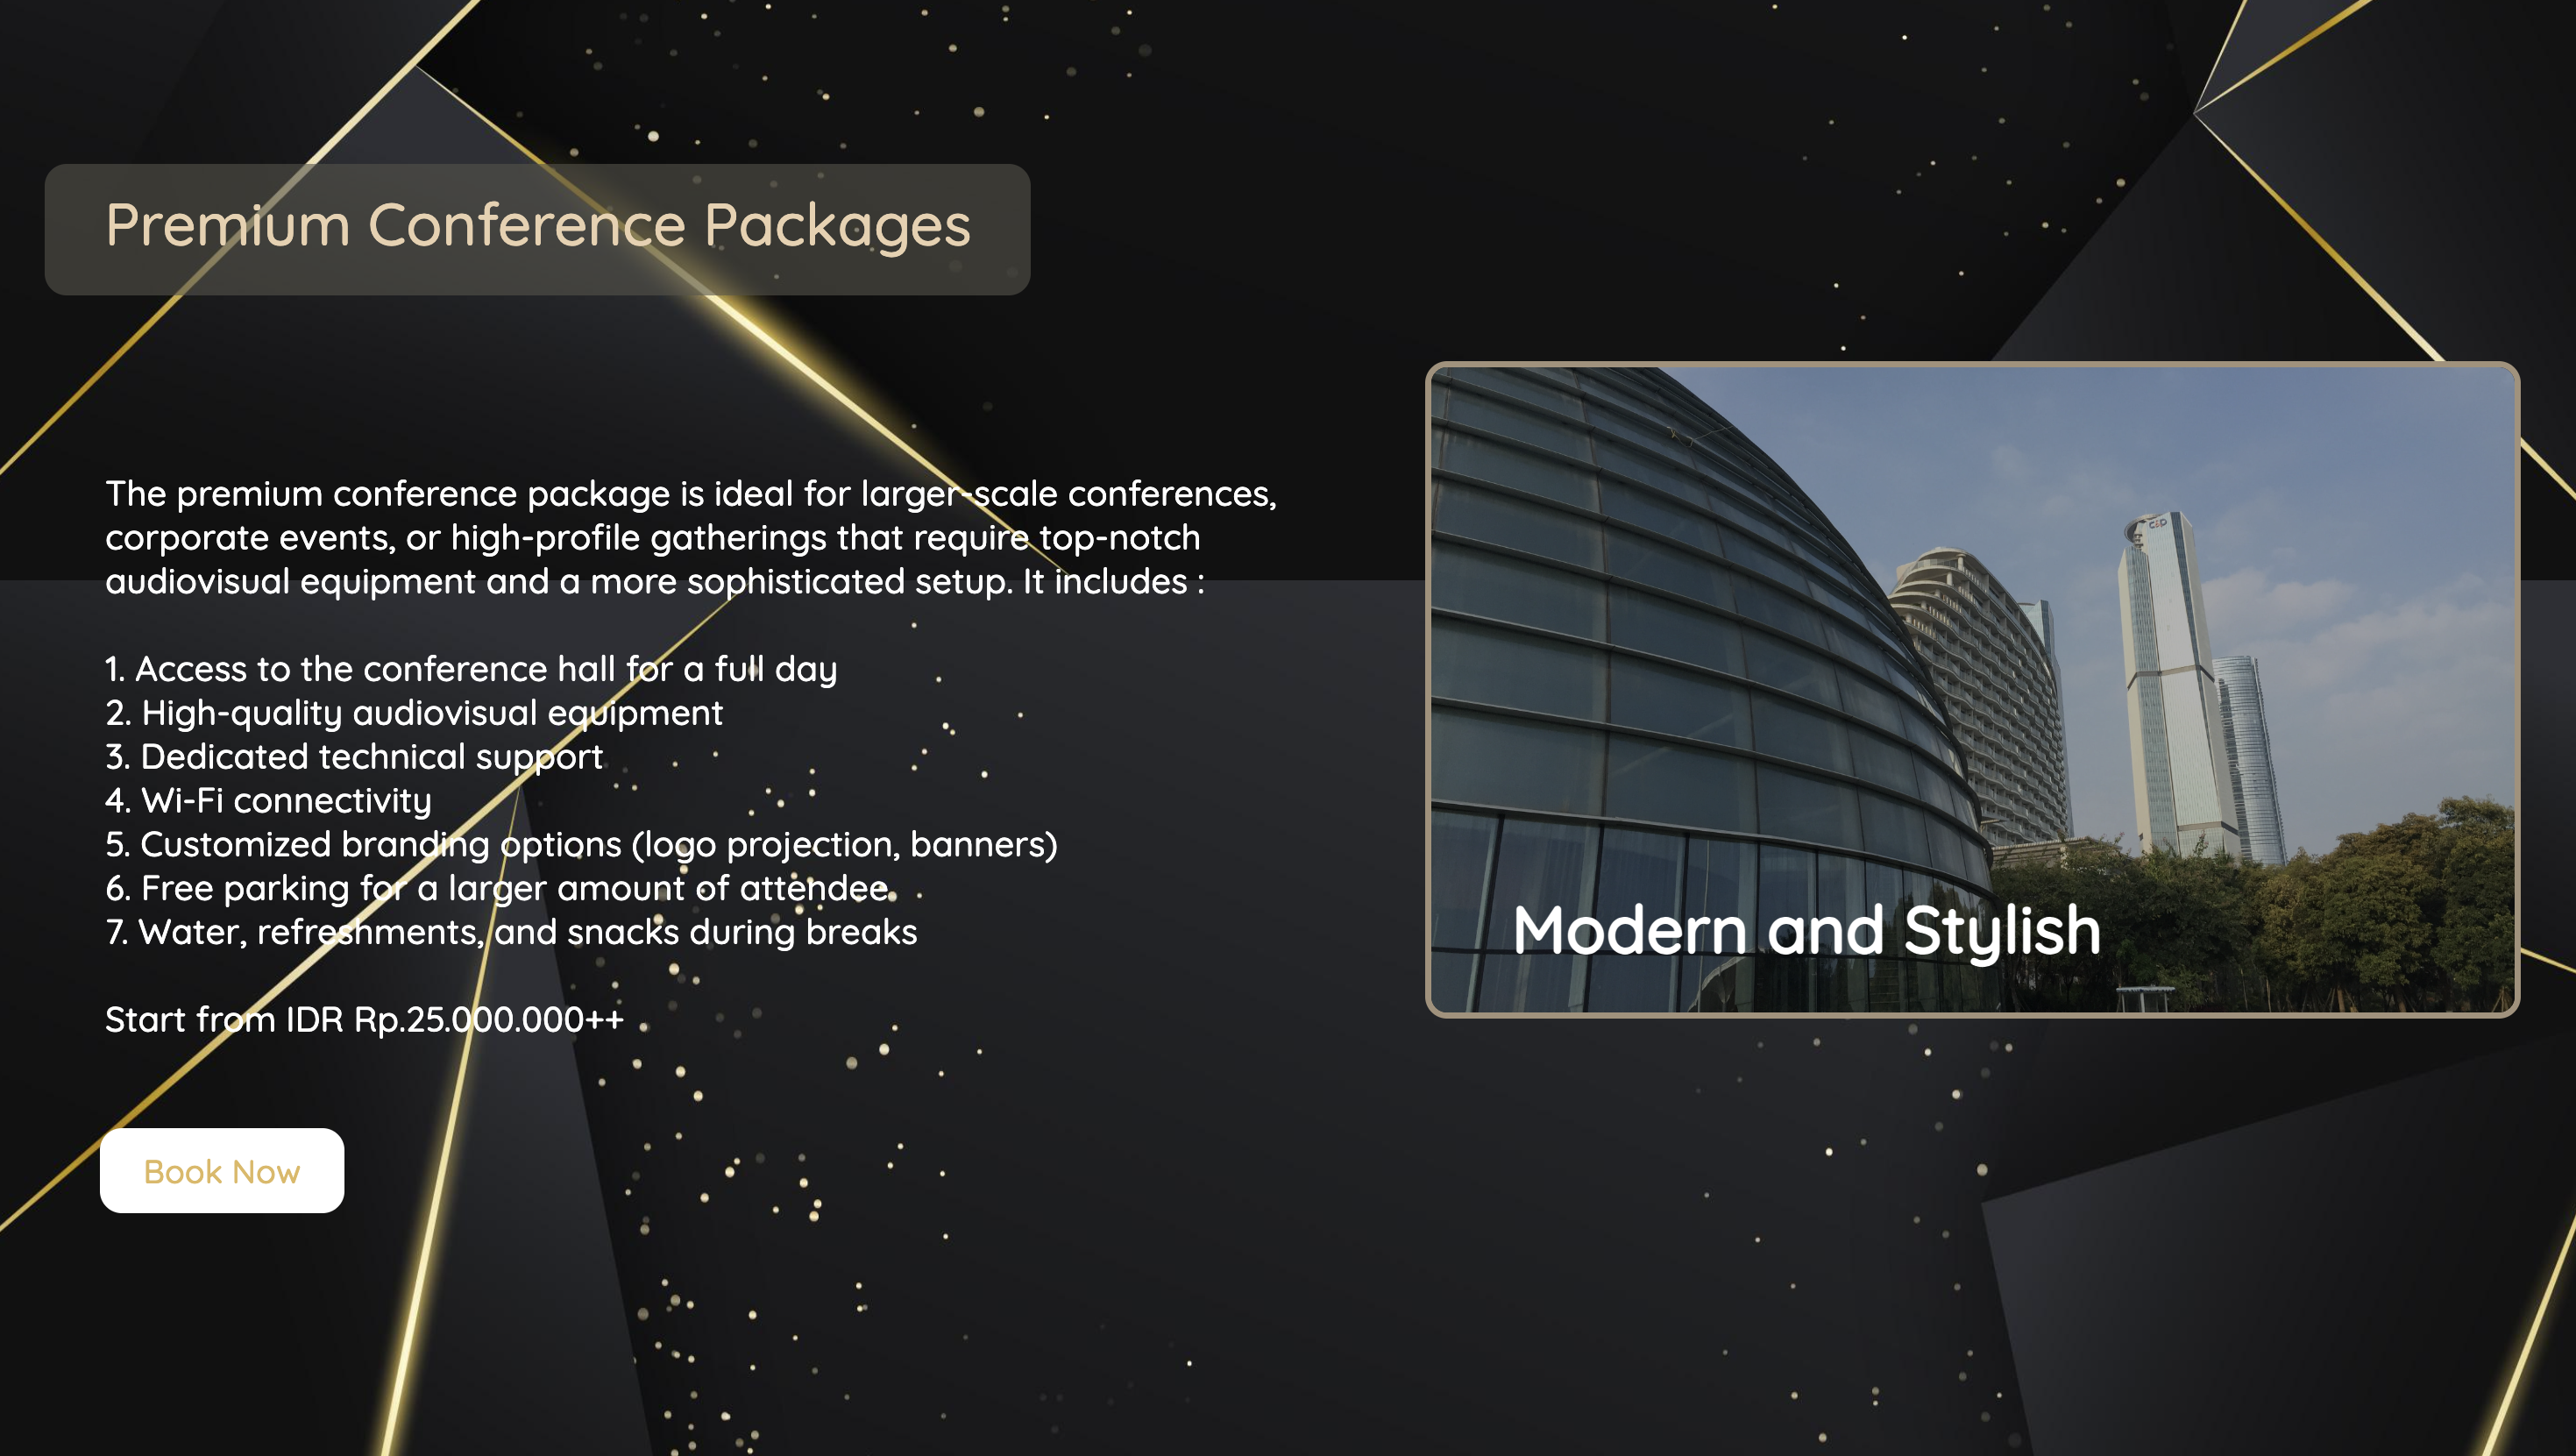 Premium Conference Packages
The premium conference package is ideal for larger-scale conferences,
corporate events, or high-profile gatherings that require top-notch
audiovisual equipment and a more sophisticated setup. It includes :
1. Access to the conference hall for a full day
2. High-quality audiovisual equipment
3. Dedicated technical support
4. Wi-Fi connectivity
5. Customized branding options (logo projection, banners)
6. Free parking for a larger amount of attendee.
7. Water, refreshments, and snacks during breaks
Start from IDR Rp.25.000.000++
Book Now
Modern and Stylish